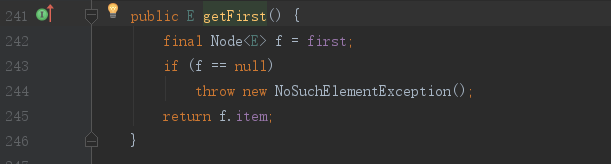 241 public E getFirst() {
242 final Node<E> f = first;
243 if (f == null)
244 throw new NoSuchElementException();
245 return f.item;
246 }